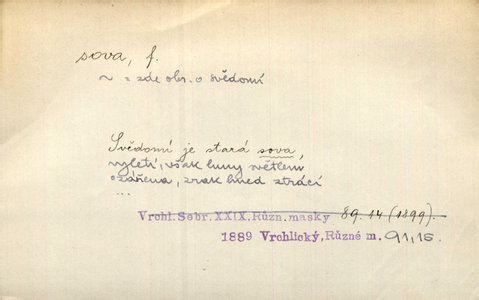 sova, f.
~ = zde obr. o svědomí
Svědomí je stará sova,
vyletí, však luny světlem
ozářena, zrak hned ztrácí
...
Vrchl. Sebr. XXIX, Různ. masky 89.14 (1899).
1889 Vrchlický, Různé m. 91,15.